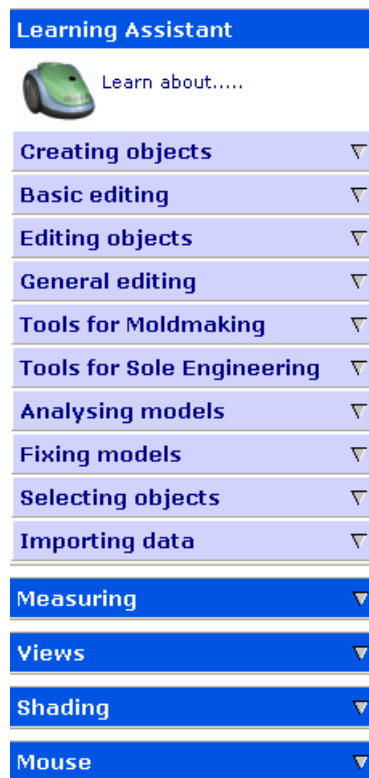 Learning Assistant
Learn about.....
Creating objects
Basic editing
Editing objects
General editing
Tools for Moldmaking
Tools for Sole Engineering
Analysing models
Fixing models
Selecting objects
Importing data
Measuring
Views
Shading
Mouse